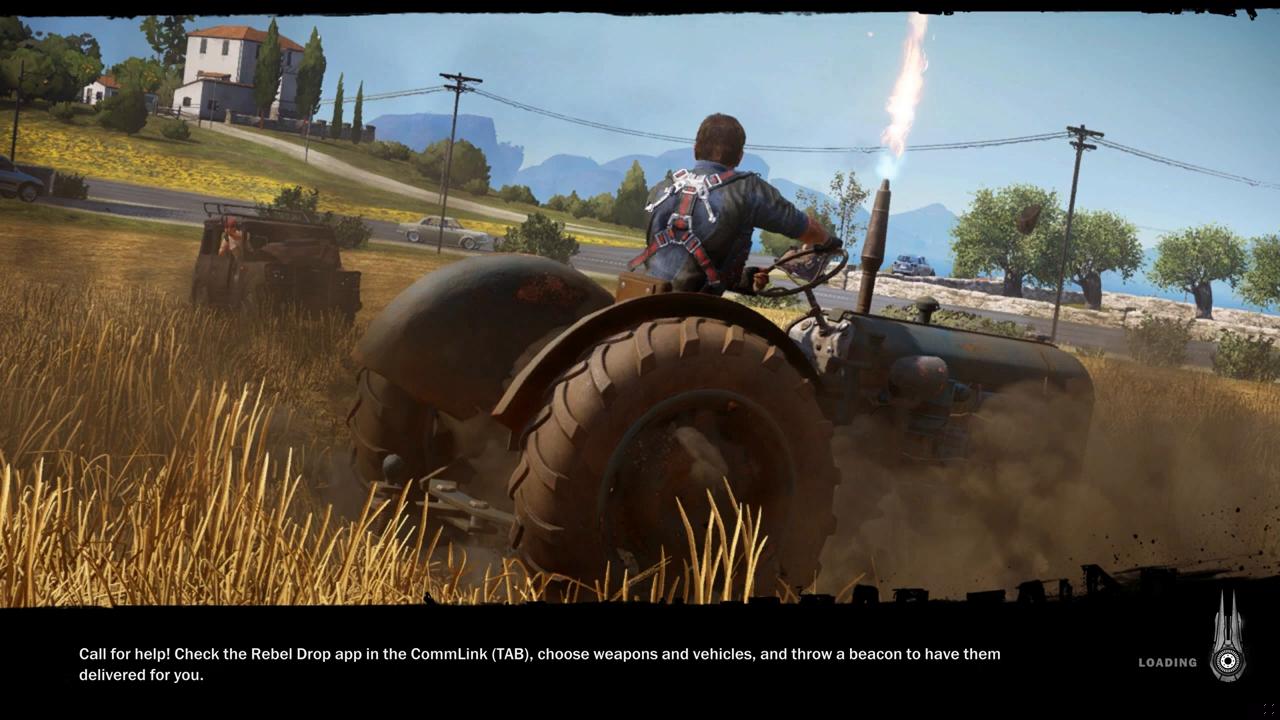 Call for help! Check the Rebel Drop app in the CommLink (TAB), choose weapons and vehicles, and throw a beacon to have them
delivered for you.
LOADING